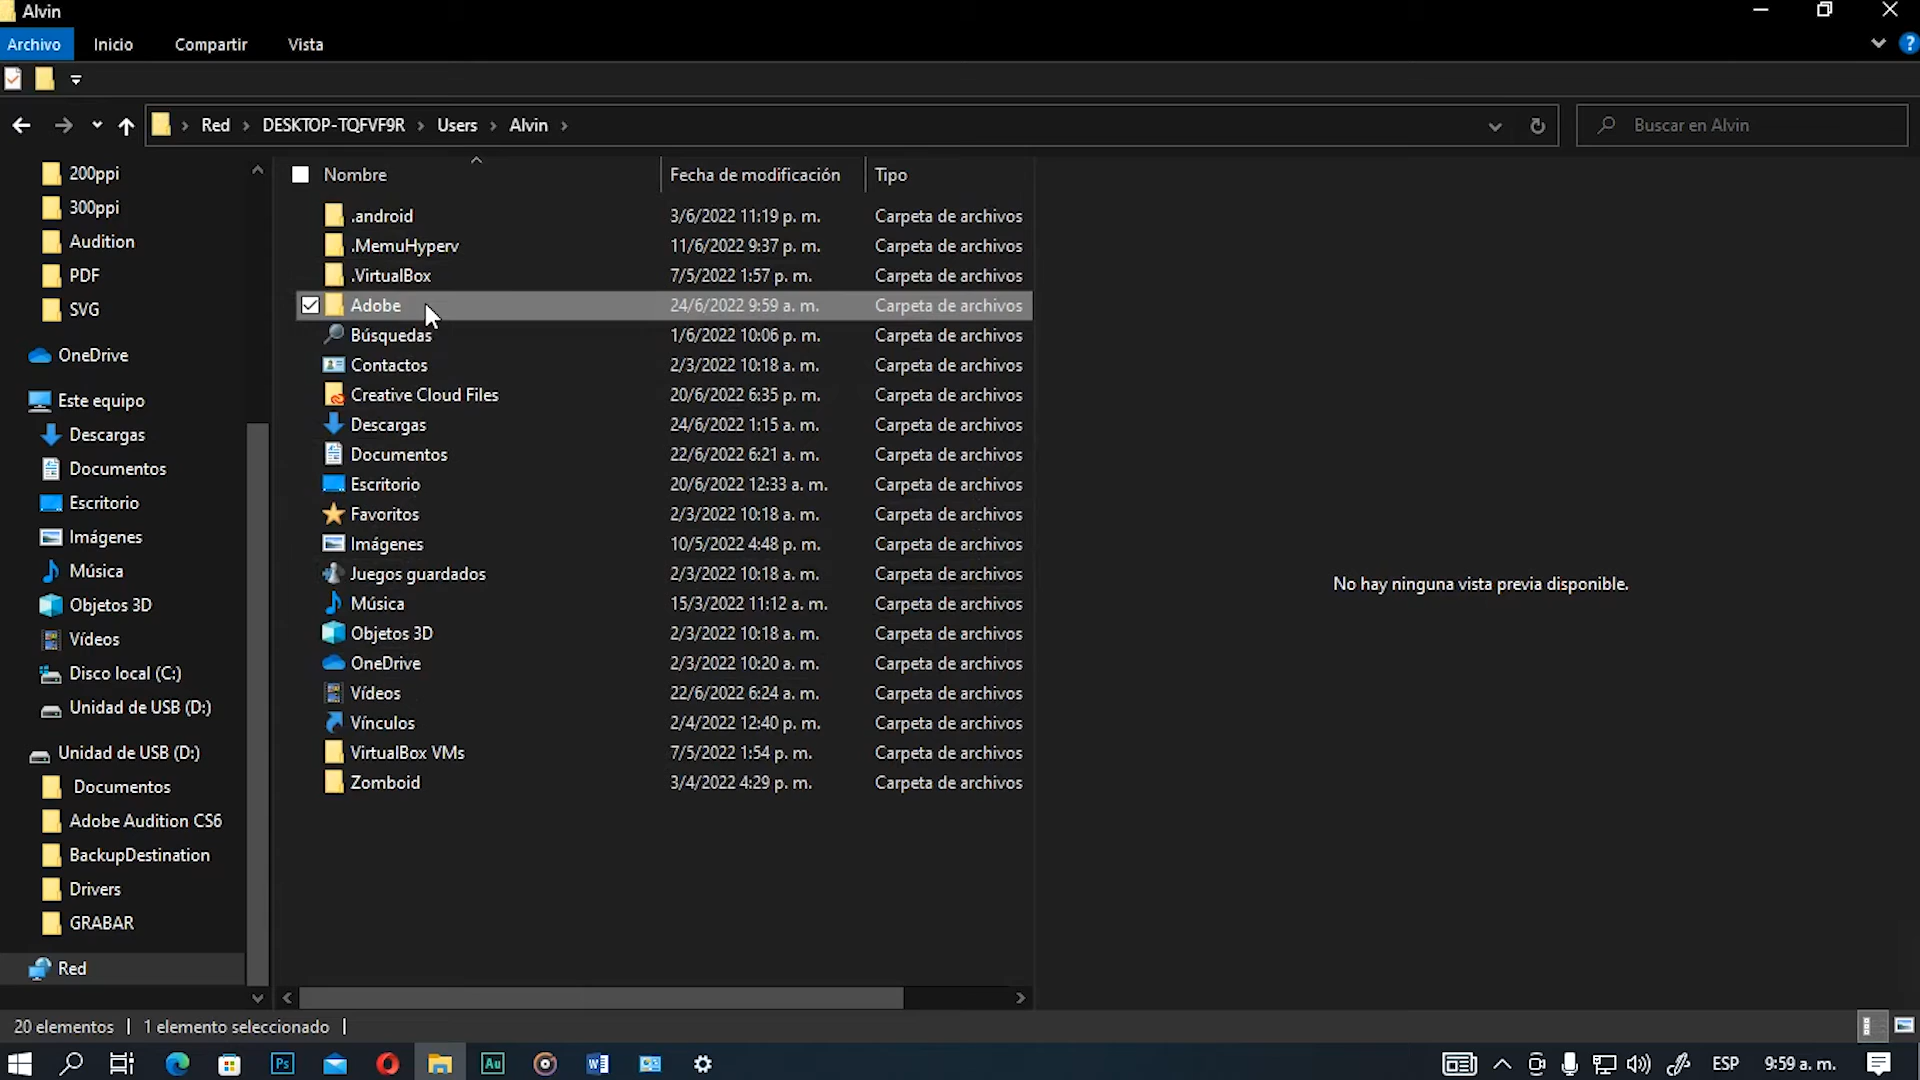 Alvin
Archivo Inicio Compartir Vista
Red DESKTOP-TQFVF9R Users Alvin
Buscar en Alvin
200ppi
300ppi
Audition
PDF
SVG
OneDrive
Este equipo
Descargas
Documentos
Escritorio
Imágenes
Música
Objetos 3D
Vídeos
Disco local (C:)
Unidad de USB (D:)
Unidad de USB (D:)
Documentos
Adobe Audition CS6
BackupDestination
Drivers
GRABAR
Red
Nombre Fecha de modificación Tipo
.android 3/6/2022 11:19 p. m. Carpeta de archivos
.MemuHyperv 11/6/2022 9:37 p. m. Carpeta de archivos
.VirtualBox 7/5/2022 1:57 p. m. Carpeta de archivos
Adobe 24/6/2022 9:59 a. m. Carpeta de archivos
Búsquedas 1/6/2022 10:06 p. m. Carpeta de archivos
Contactos 2/3/2022 10:18 a. m. Carpeta de archivos
Creative Cloud Files 20/6/2022 6:35 p. m. Carpeta de archivos
Descargas 24/6/2022 1:15 a. m. Carpeta de archivos
Documentos 22/6/2022 6:21 a. m. Carpeta de archivos
Escritorio 20/6/2022 12:33 a. m. Carpeta de archivos
Favoritos 2/3/2022 10:18 a. m. Carpeta de archivos
Imágenes 10/5/2022 4:48 p. m. Carpeta de archivos
Juegos guardados 2/3/2022 10:18 a. m. Carpeta de archivos
Música 15/3/2022 11:12 a. m. Carpeta de archivos
Objetos 3D 2/3/2022 10:18 a. m. Carpeta de archivos
OneDrive 2/3/2022 10:20 a. m. Carpeta de archivos
Vídeos 22/6/2022 6:24 a. m. Carpeta de archivos
Vínculos 2/4/2022 12:40 p. m. Carpeta de archivos
VirtualBox VMs 7/5/2022 1:54 p. m. Carpeta de archivos
Zomboid 3/4/2022 4:29 p. m. Carpeta de archivos
No hay ninguna vista previa disponible.
20 elementos 1 elemento seleccionado
Ps Au W ESP 9:59 a. m.